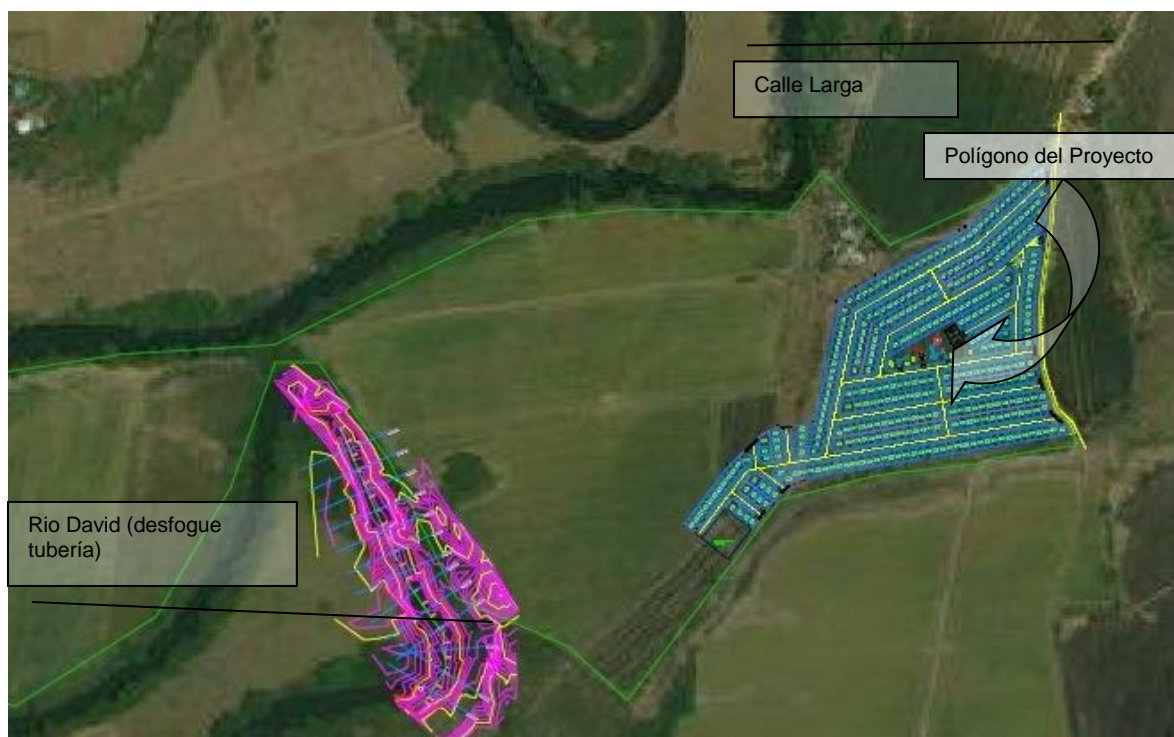 Calle Larga
Polígono del Proyecto
Rio David (desfogue
tubería)